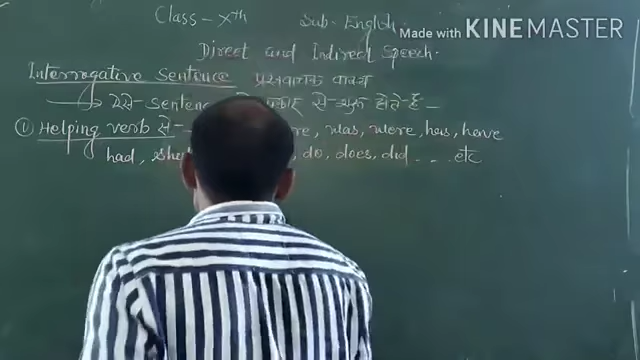 Class - Xth Sub- English
Made with KINEMASTER
Direct and Indirect Speech.
Interrogative Sentence प्रश्नवाचक वाक्य
sentence से शुरू होते हैं —
① Helping verb से - was, were, has, have
had, do, does, did . . . etc